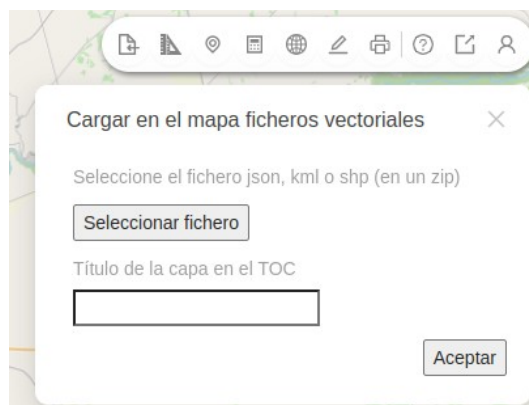 Cargar en el mapa ficheros vectoriales
Seleccione el fichero json, kml o shp (en un zip)
Seleccionar fichero
Título de la capa en el TOC
Aceptar